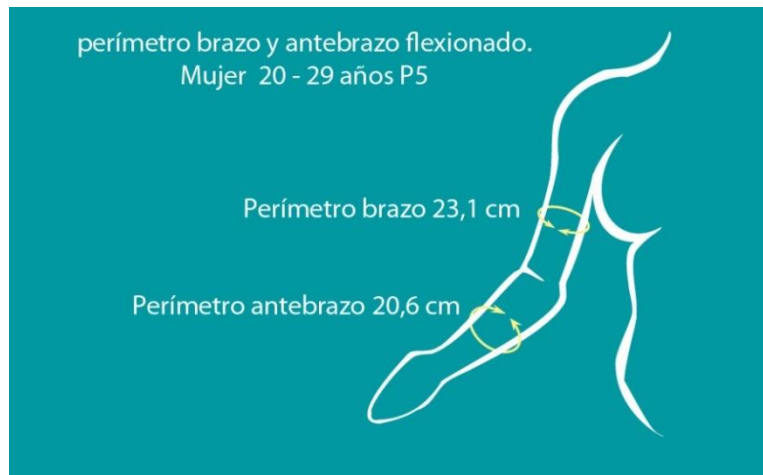 perímetro brazo y antebrazo flexionado.
Mujer 20 - 29 años P5
Perímetro brazo 23,1 cm
Perímetro antebrazo 20,6 cm